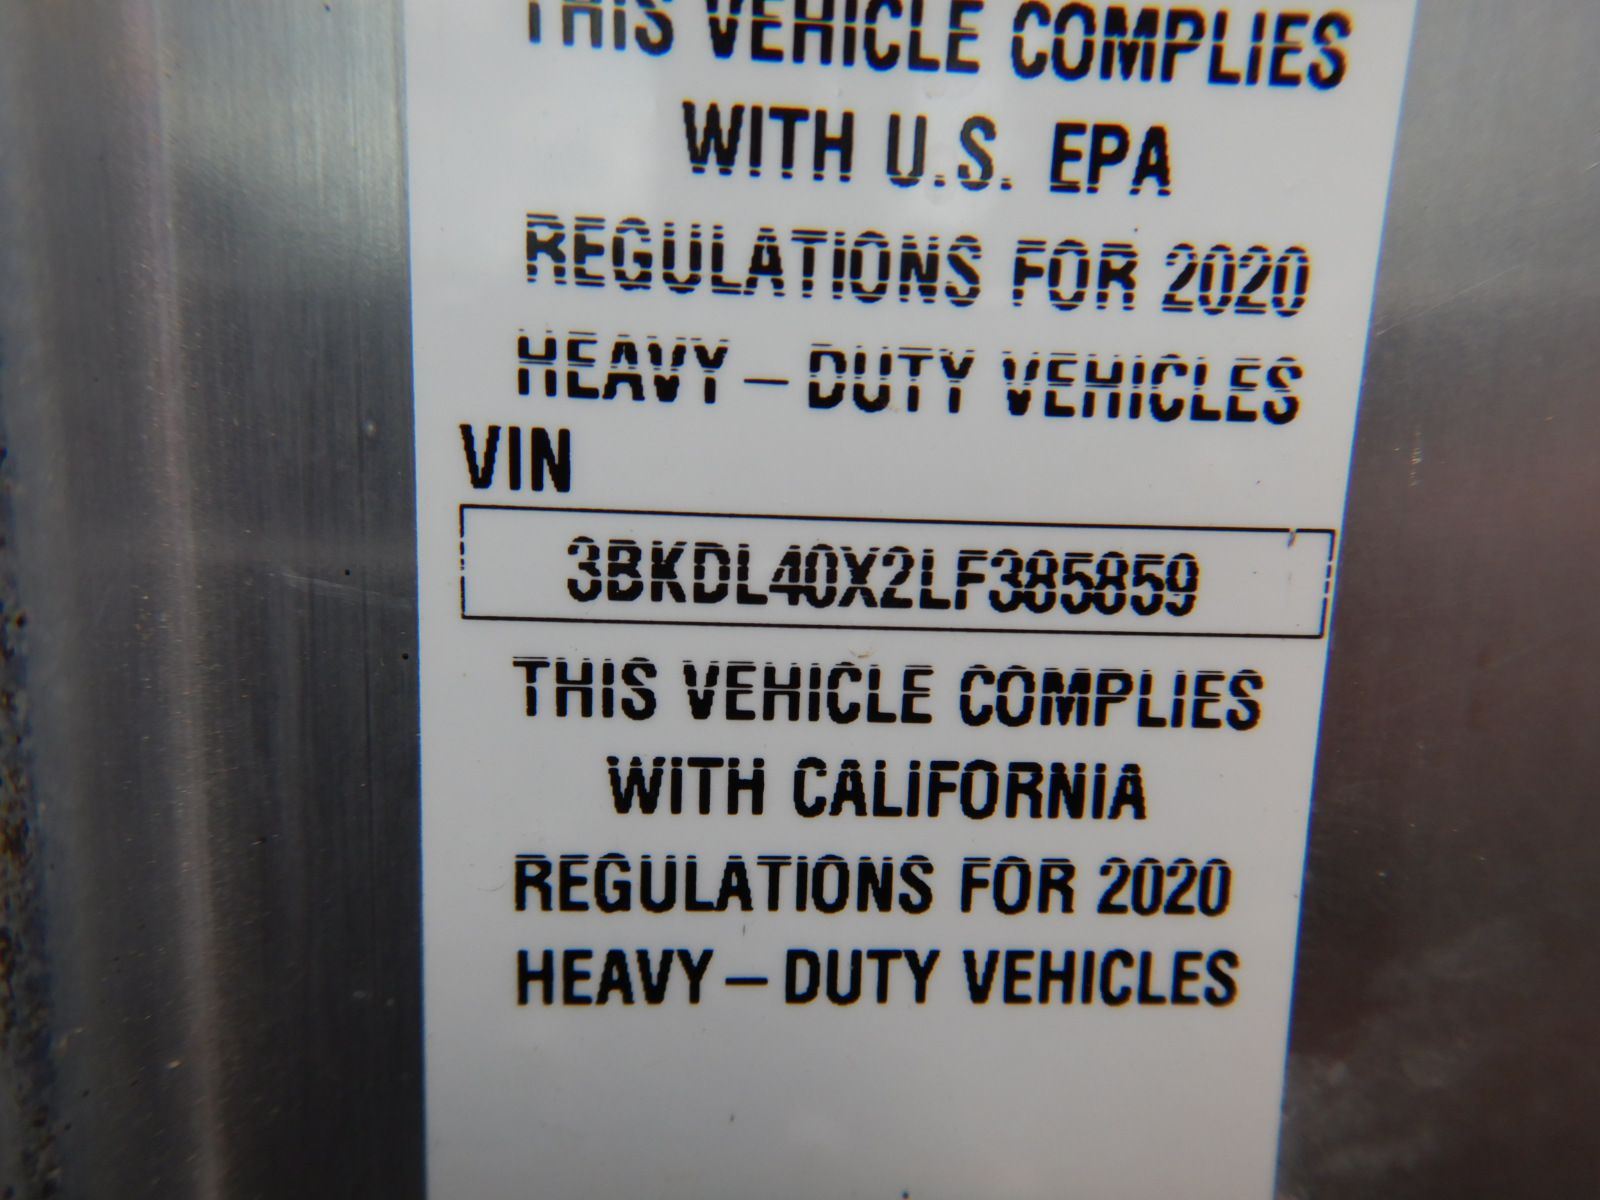 THIS VEHICLE COMPLIES
WITH U.S. EPA
REGULATIONS FOR 2020
HEAVY – DUTY VEHICLES
VIN
3BKDL40X2LF385859
THIS VEHICLE COMPLIES
WITH CALIFORNIA
REGULATIONS FOR 2020
HEAVY – DUTY VEHICLES